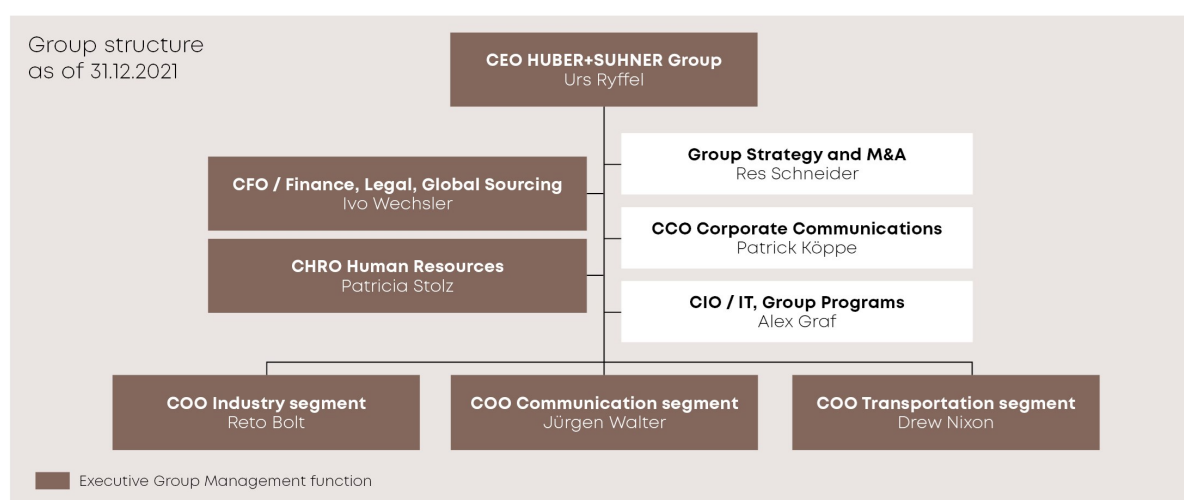 Group structure
as of 31.12.2021
CEO HUBER+SUHNER Group
Urs Ryffel
CFO / Finance, Legal, Global Sourcing
Ivo Wechsler
CHRO Human Resources
Patricia Stolz
Group Strategy and M&A
Res Schneider
CCO Corporate Communications
Patrick Köppe
CIO / IT, Group Programs
Alex Graf
COO Industry segment
Reto Bolt
COO Communication segment
Jürgen Walter
COO Transportation segment
Drew Nixon
Executive Group Management function